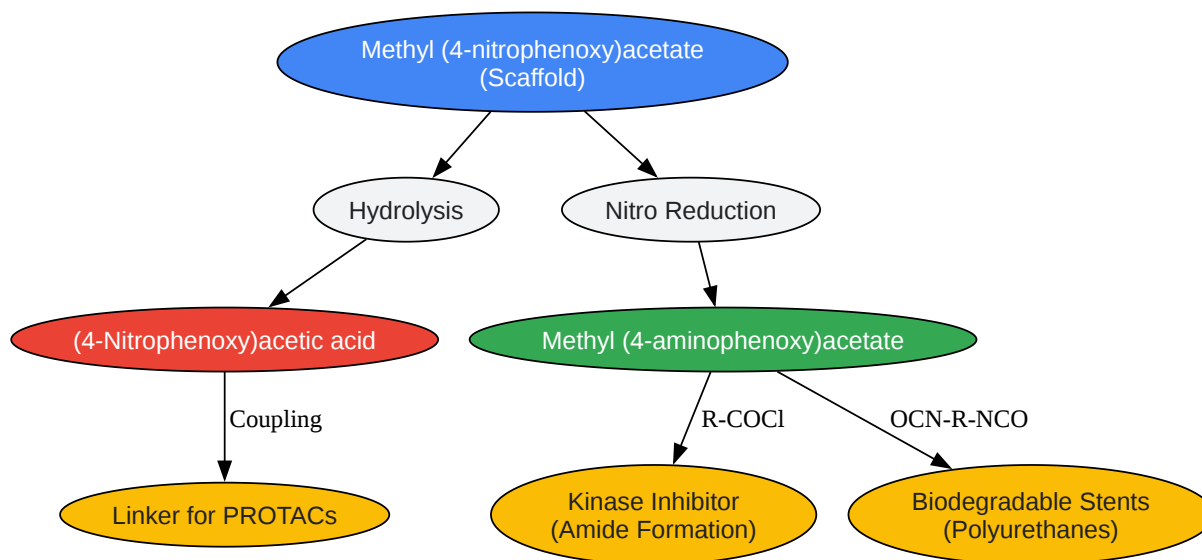 Methyl (4-nitrophenoxy)acetate
(Scaffold)
Hydrolysis
Nitro Reduction
(4-Nitrophenoxy)acetic acid
Methyl (4-aminophenoxy)acetate
Coupling
R-COCl
OCN-R-NCO
Linker for PROTACs
Kinase Inhibitor
(Amide Formation)
Biodegradable Stents
(Polyurethanes)